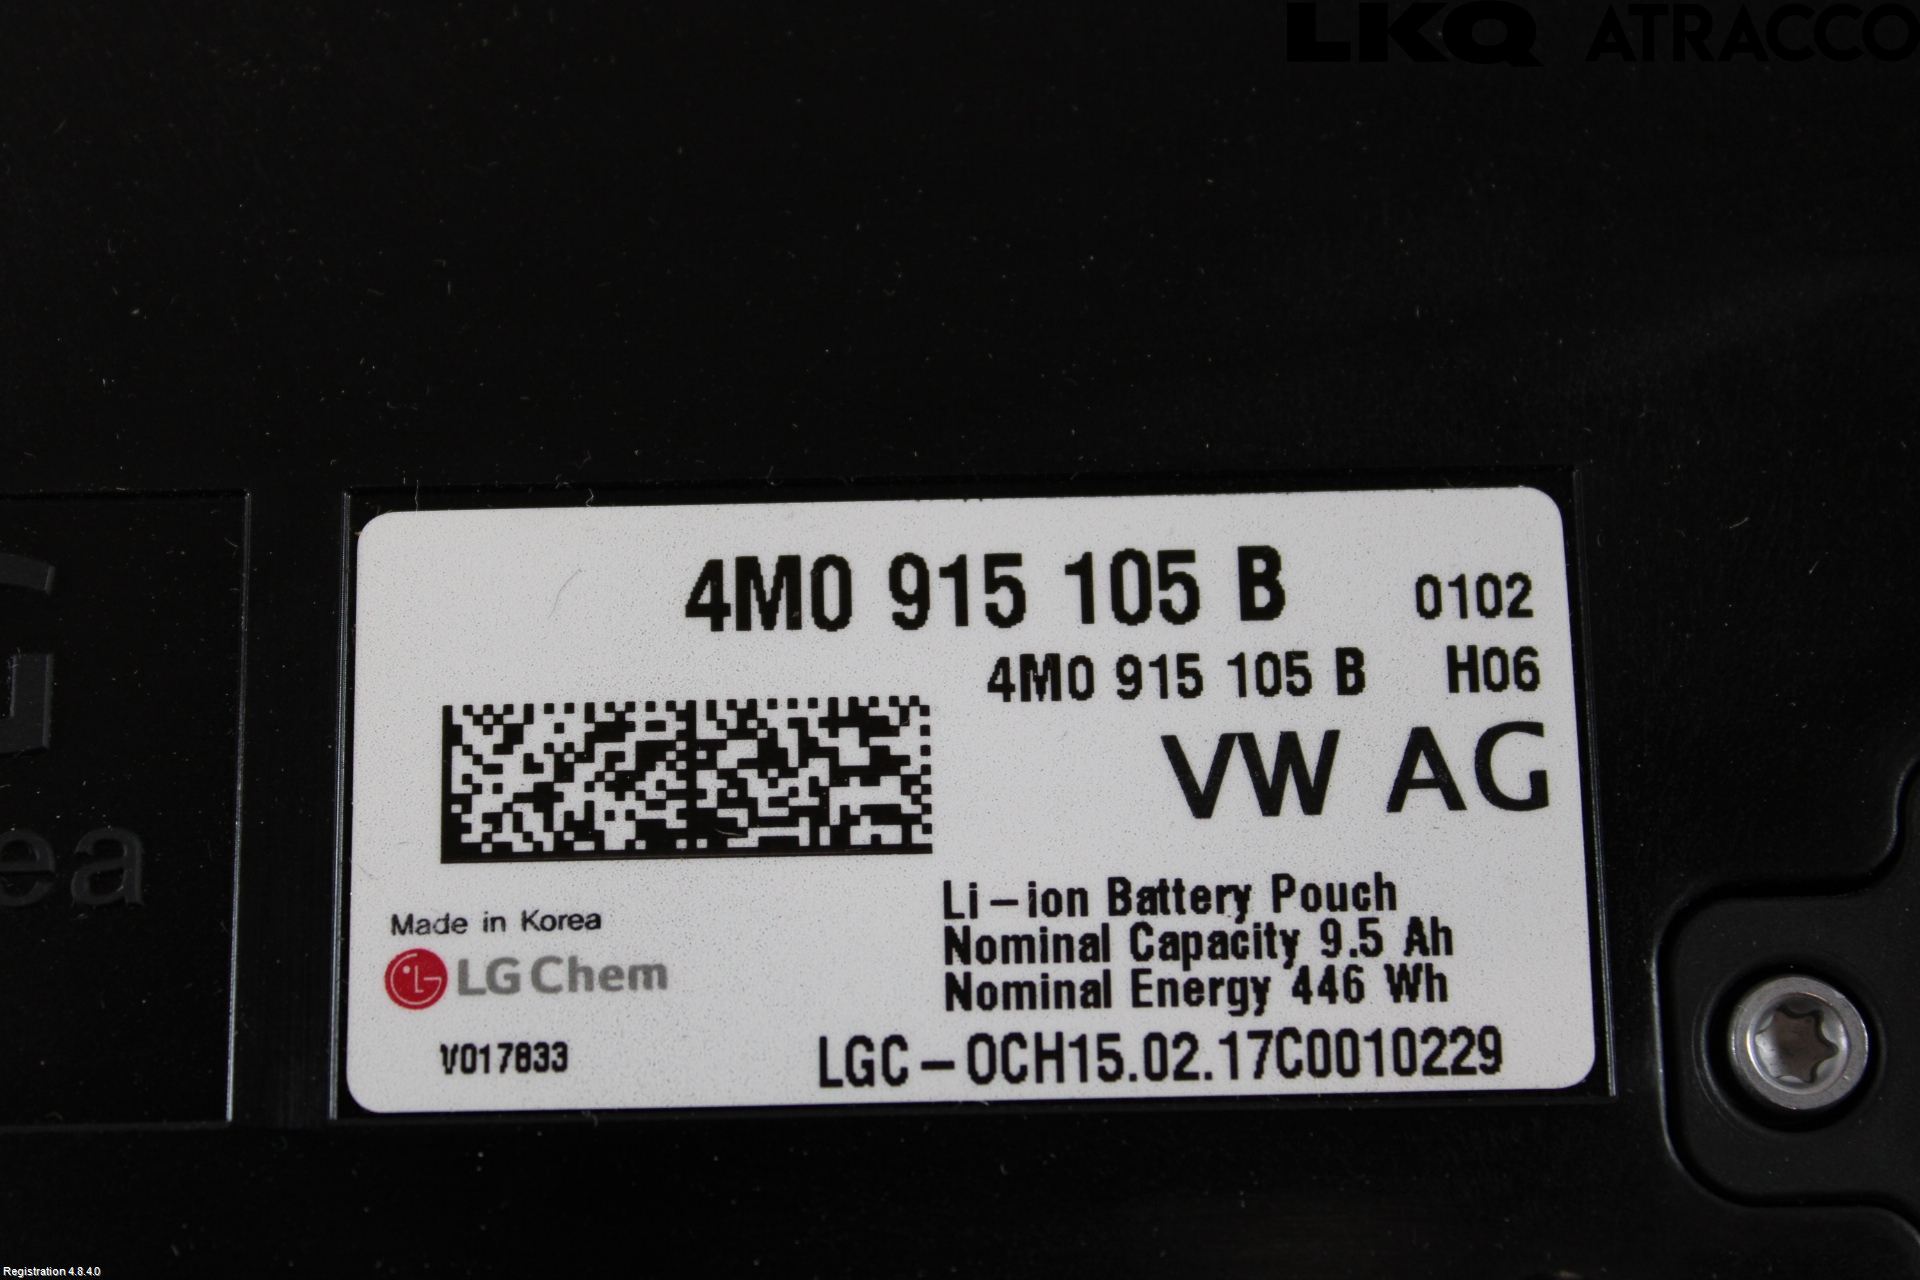 LKQ ATRACCO
4M0 915 105 B 0102
4M0 915 105 B H06
VW AG
Li-ion Battery Pouch
Nominal Capacity 9.5 Ah
Nominal Energy 446 Wh
Made in Korea
LG Chem
V017833
LGC-0CH15.02.17C0010229
Registration 4.8.4.0